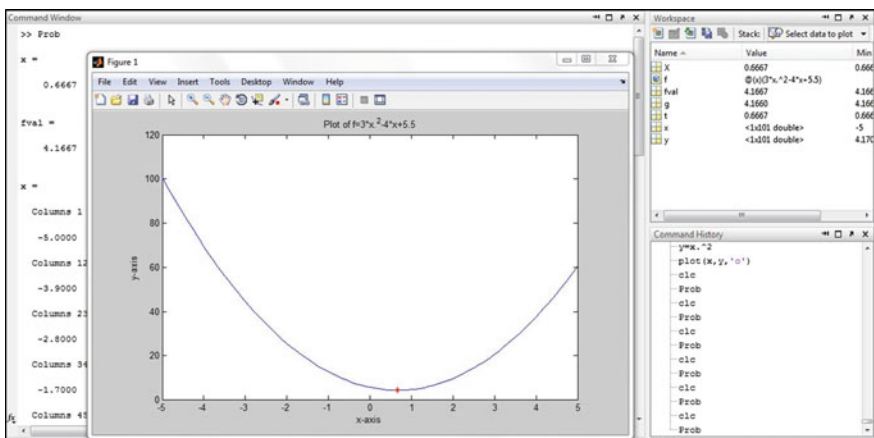 Command Window
>> Prob
x =
0.6667
fval =
4.1667
x =
Columns 1
-5.0000
Columns 12
-3.9000
Columns 23
-2.8000
Columns 34
-1.7000
fx Columns 45
Figure 1
File Edit View Insert Tools Desktop Window Help
Plot of f=3*x.^2-4*x+5.5
120
100
80
60
40
20
0
-5 -4 -3 -2 -1 0 1 2 3 4 5
y-axis
x-axis
Workspace
Stack: Select data to plot
Name Value Min
X 0.6667 0.666
f @(x)(3*x.^2-4*x+5.5)
fval 4.1667 4.166
g 4.1660 4.166
t 0.6667 0.666
x <1x101 double> -5
y <1x101 double> 4.170
Command History
y=x.^2
plot(x,y,'o')
clc
Prob
clc
Prob
clc
Prob
clc
Prob
clc
Prob
clc
Prob